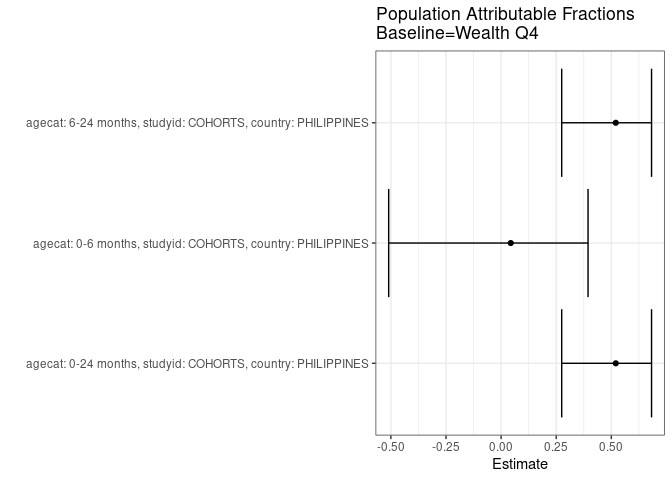 Population Attributable Fractions
Baseline=Wealth Q4
agecat: 6-24 months, studyid: COHORTS, country: PHILIPPINES
agecat: 0-6 months, studyid: COHORTS, country: PHILIPPINES
agecat: 0-24 months, studyid: COHORTS, country: PHILIPPINES
-0.50 -0.25 0.00 0.25 0.50
Estimate